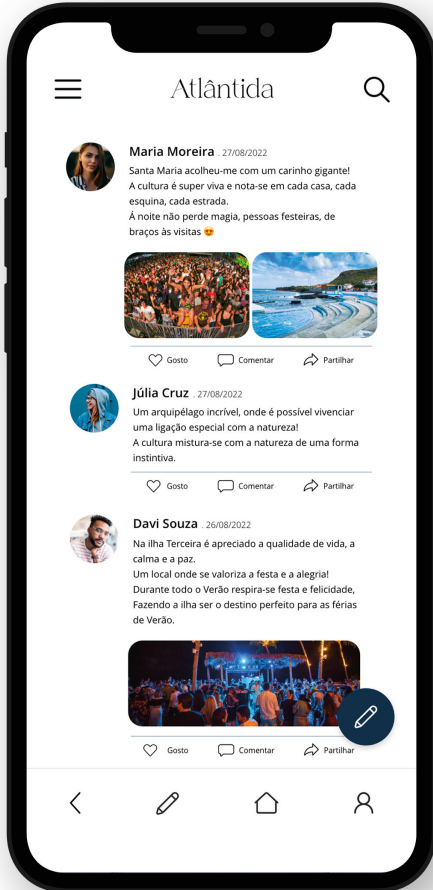 Atlântida
Maria Moreira . 27/08/2022
Santa Maria acolheu-me com um carinho gigante!
A cultura é super viva e nota-se em cada casa, cada
esquina, cada estrada.
Á noite não perde magia, pessoas festeiras, de
braços às visitas 😍
Gosto Comentar Partilhar
Júlia Cruz . 27/08/2022
Um arquipélago incrível, onde é possível vivenciar
uma ligação especial com a natureza!
A cultura mistura-se com a natureza de uma forma
instintiva.
Gosto Comentar Partilhar
Davi Souza . 26/08/2022
Na ilha Terceira é apreciado a qualidade de vida, a
calma e a paz.
Um local onde se valoriza a festa e a alegria!
Durante todo o Verão respira-se festa e felicidade,
Fazendo a ilha ser o destino perfeito para as férias
de Verão.
Gosto Comentar Partilhar